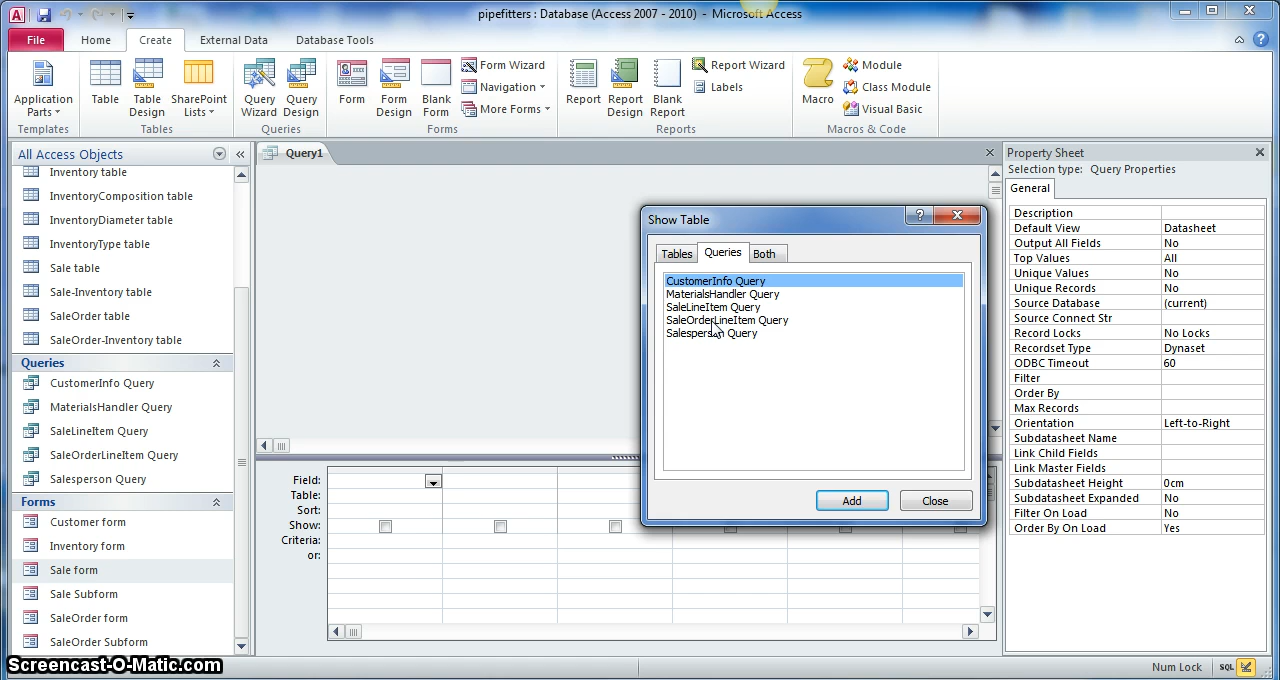 pipefitters : Database (Access 2007 - 2010) - Microsoft Access
File Home Create External Data Database Tools
Application Parts
Table
Table Design
SharePoint Lists
Query Wizard
Query Design
Form
Form Design
Blank Form
Form Wizard
Navigation
More Forms
Report
Report Design
Blank Report
Report Wizard
Labels
Macro
Module
Class Module
Visual Basic
Templates Tables Queries Forms Reports Macros & Code
All Access Objects
Inventory table
InventoryComposition table
InventoryDiameter table
InventoryType table
Sale table
Sale-Inventory table
SaleOrder table
SaleOrder-Inventory table
Queries
CustomerInfo Query
MaterialsHandler Query
SaleLineItem Query
SaleOrderLineItem Query
Salesperson Query
Forms
Customer form
Inventory form
Sale form
Sale Subform
SaleOrder form
SaleOrder Subform
Query1
Field:
Table:
Sort:
Show:
Criteria:
or:
Show Table
Tables Queries Both
CustomerInfo Query
MaterialsHandler Query
SaleLineItem Query
SaleOrderLineItem Query
Salesperson Query
Add Close
Property Sheet
Selection type: Query Properties
General
Description
Default View Datasheet
Output All Fields No
Top Values All
Unique Values No
Unique Records No
Source Database (current)
Source Connect Str
Record Locks No Locks
Recordset Type Dynaset
ODBC Timeout 60
Filter
Order By
Max Records
Orientation Left-to-Right
Subdatasheet Name
Link Child Fields
Link Master Fields
Subdatasheet Height 0cm
Subdatasheet Expanded No
Filter On Load No
Order By On Load Yes
Screencast-O-Matic.com
Num Lock SQL